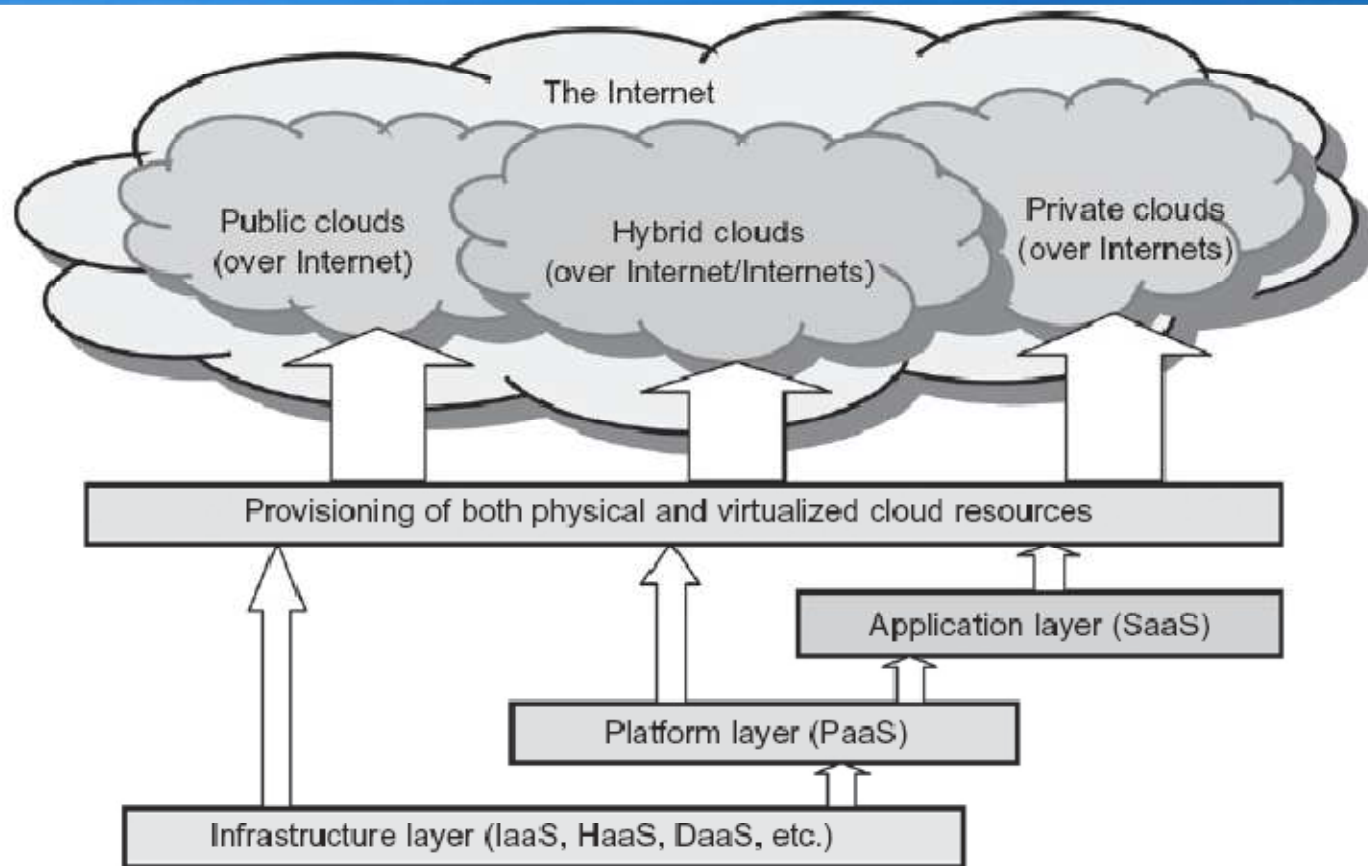 The Internet
Public clouds
(over Internet)
Hybrid clouds
(over Internet/Internets)
Private clouds
(over Internets)
Provisioning of both physical and virtualized cloud resources
Application layer (SaaS)
Platform layer (PaaS)
Infrastructure layer (IaaS, HaaS, DaaS, etc.)